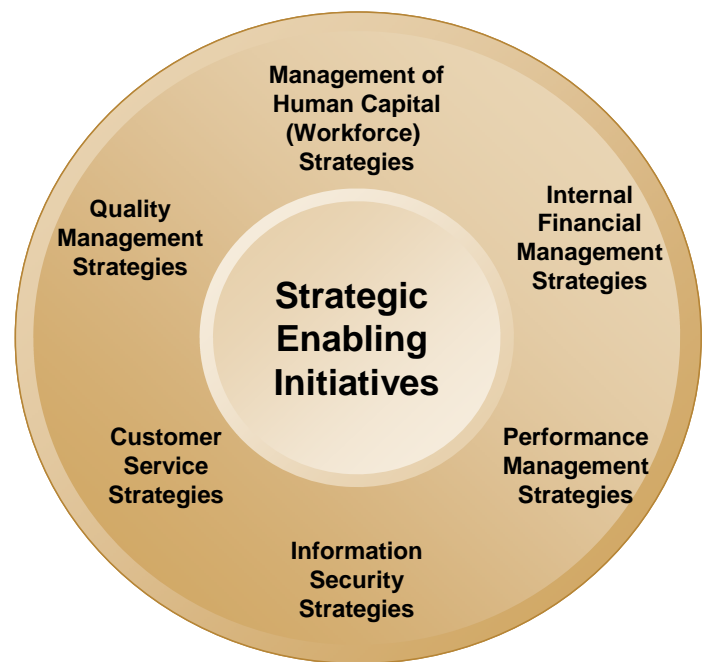 Management of
Human Capital
(Workforce)
Strategies
Internal
Financial
Management
Strategies
Quality
Management
Strategies
Strategic
Enabling
Initiatives
Customer
Service
Strategies
Performance
Management
Strategies
Information
Security
Strategies